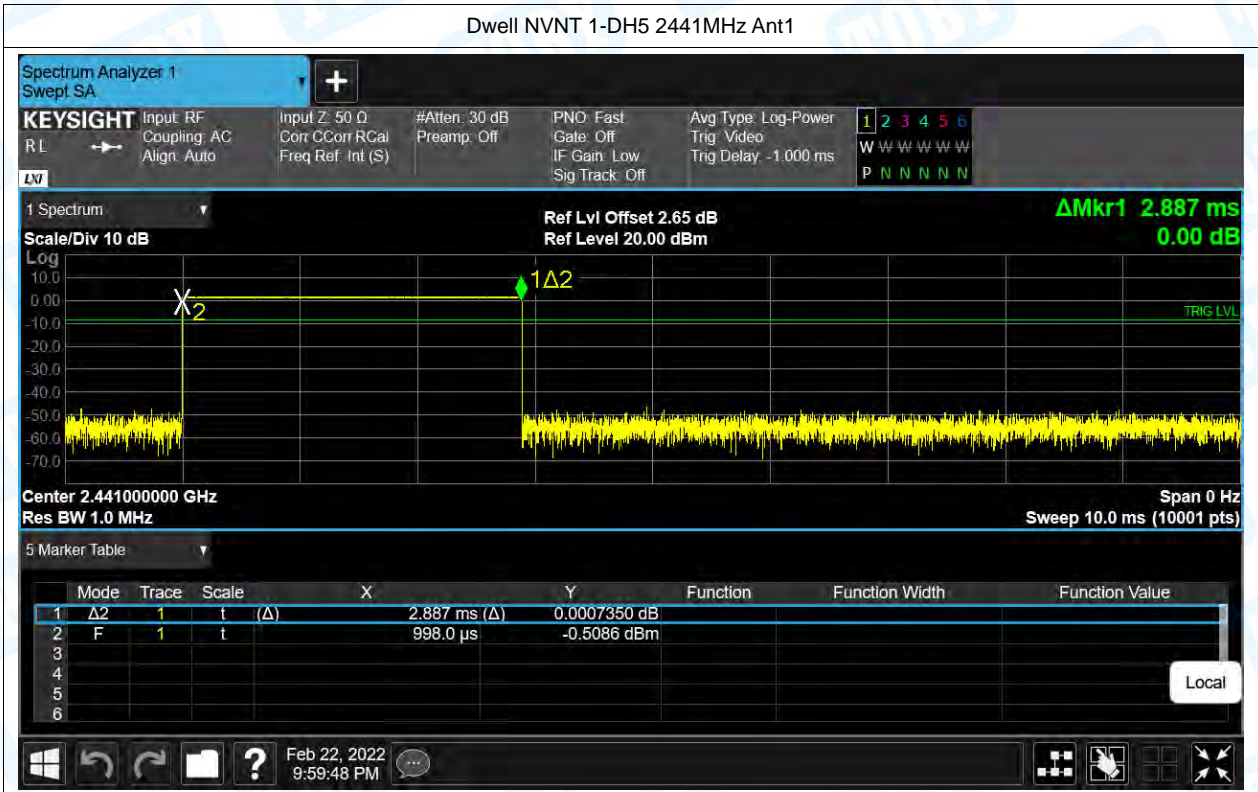 Dwell NVNT 1-DH5 2441MHz Ant1
Spectrum Analyzer 1
Swept SA
KEYSIGHT
R L
LXI
Input: RF
Coupling: AC
Align: Auto
Input Z: 50 Ω
Corr CCorr RCal
Freq Ref: Int (S)
#Atten: 30 dB
Preamp: Off
PNO: Fast
Gate: Off
IF Gain: Low
Sig Track: Off
Avg Type: Log-Power
Trig: Video
Trig Delay: -1.000 ms
1 2 3 4 5 6
W W W W W W
P N N N N N
1 Spectrum
Scale/Div 10 dB
Ref Lvl Offset 2.65 dB
Ref Level 20.00 dBm
ΔMkr1 2.887 ms
0.00 dB
Log
10.0
0.00
-10.0
-20.0
-30.0
-40.0
-50.0
-60.0
-70.0
2
1Δ2
TRIG LVL
Center 2.441000000 GHz
Span 0 Hz
Res BW 1.0 MHz
Sweep 10.0 ms (10001 pts)
5 Marker Table
Mode Trace Scale X Y Function Function Width Function Value
1 Δ2 1 t (Δ) 2.887 ms (Δ) 0.0007350 dB
2 F 1 t 998.0 µs -0.5086 dBm
3
4
5
6
Local
?
Feb 22, 2022
9:59:48 PM